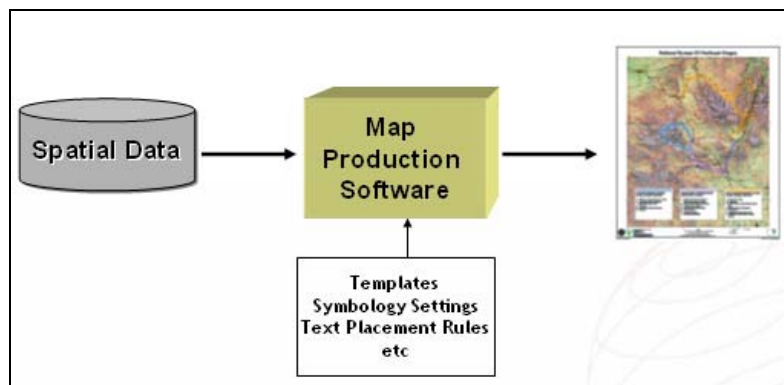 Spatial Data
Map
Production
Software
Templates
Symbology Settings
Text Placement Rules
etc